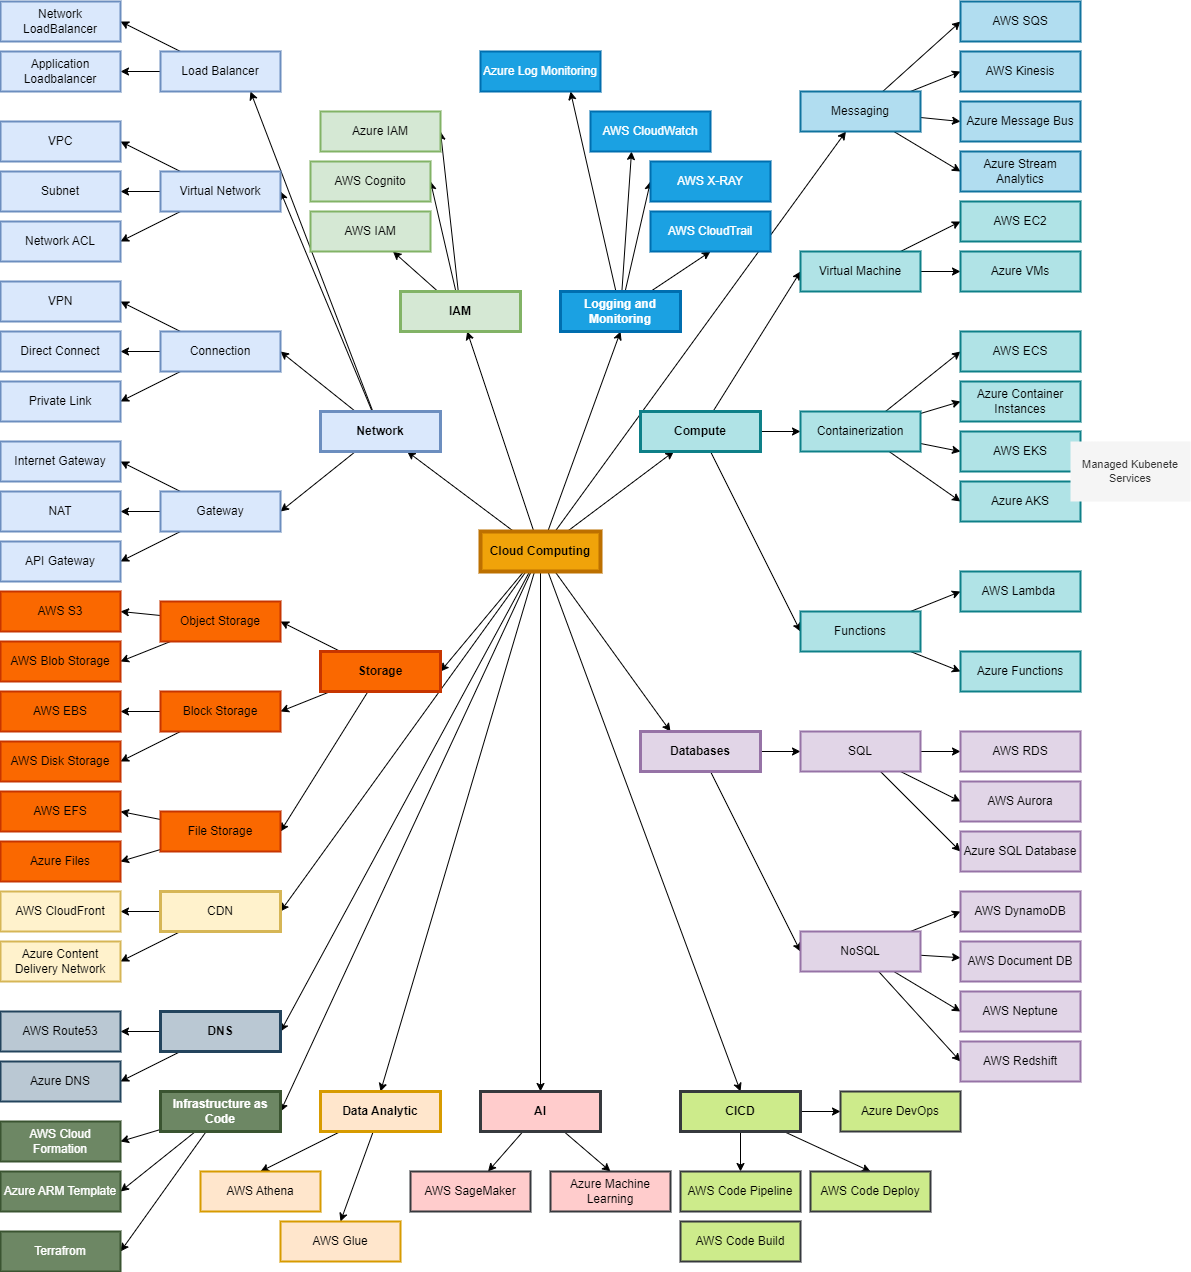 Network
LoadBalancer
Application
Loadbalancer
Load Balancer
VPC
Subnet
Network ACL
Virtual Network
VPN
Direct Connect
Private Link
Connection
Internet Gateway
NAT
API Gateway
Gateway
Network
Azure IAM
AWS Cognito
AWS IAM
IAM
Azure Log Monitoring
AWS CloudWatch
AWS X-RAY
AWS CloudTrail
Logging and
Monitoring
Messaging
AWS SQS
AWS Kinesis
Azure Message Bus
Azure Stream
Analytics
Virtual Machine
AWS EC2
Azure VMs
Compute
Containerization
AWS ECS
Azure Container
Instances
AWS EKS
Azure AKS
Managed Kubenete
Services
Functions
AWS Lambda
Azure Functions
Cloud Computing
AWS S3
AWS Blob Storage
Object Storage
Storage
AWS EBS
AWS Disk Storage
Block Storage
AWS EFS
Azure Files
File Storage
AWS CloudFront
Azure Content
Delivery Network
CDN
Databases
SQL
AWS RDS
AWS Aurora
Azure SQL Database
NoSQL
AWS DynamoDB
AWS Document DB
AWS Neptune
AWS Redshift
AWS Route53
Azure DNS
DNS
Infrastructure as
Code
AWS Cloud
Formation
Azure ARM Template
Terrafrom
Data Analytic
AWS Athena
AWS Glue
AI
AWS SageMaker
Azure Machine
Learning
CICD
Azure DevOps
AWS Code Pipeline
AWS Code Deploy
AWS Code Build